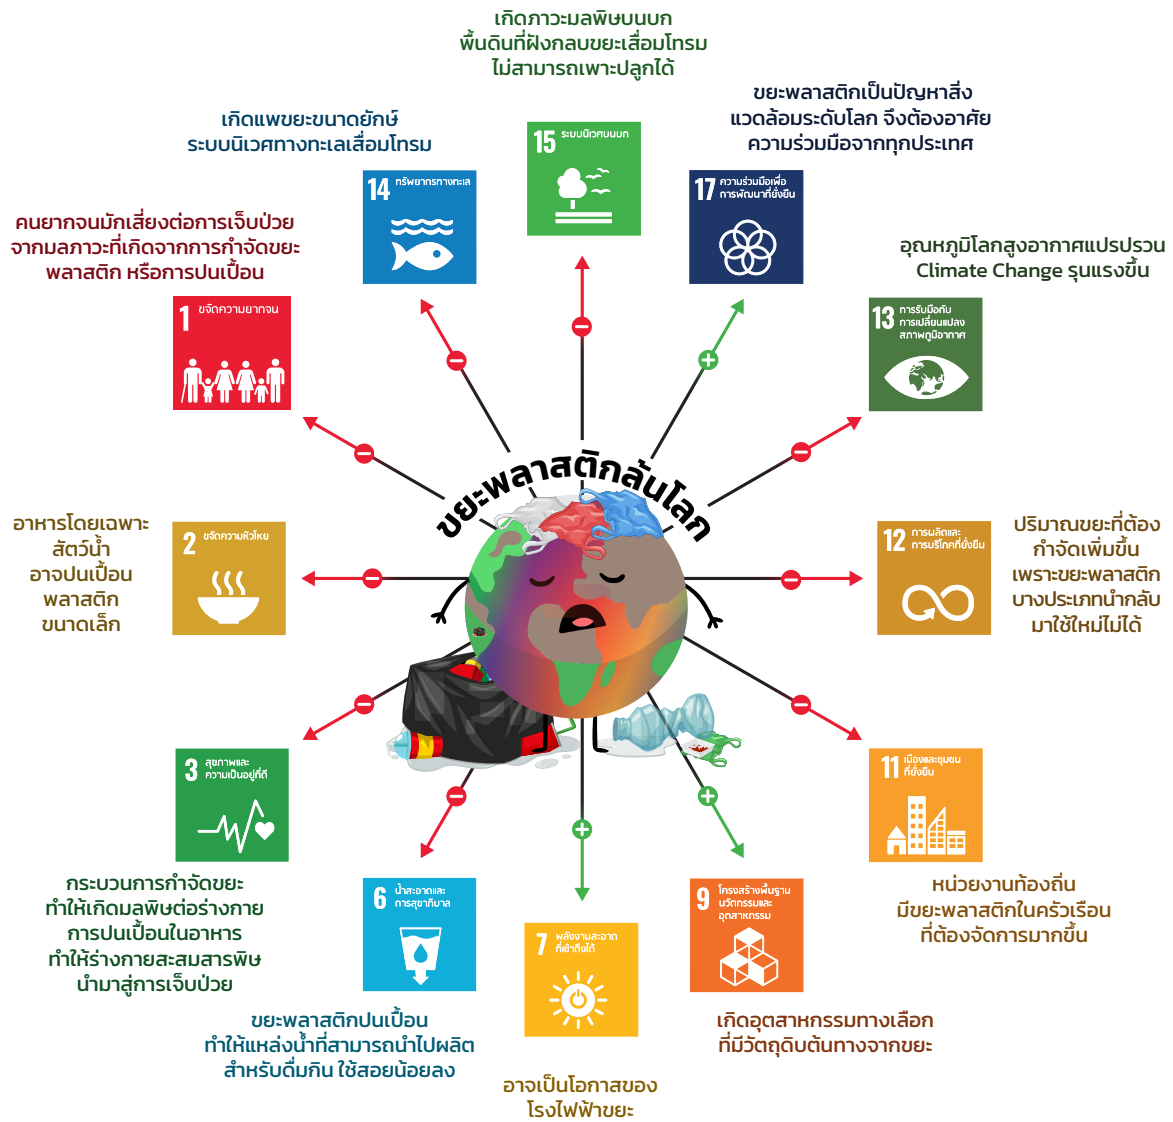 เกิดภาวะมลพิษบนบก
พื้นดินที่ฝังกลบขยะเสื่อมโทรม
ไม่สามารถเพาะปลูกได้
15 ระบบนิเวศบนบก
ขยะพลาสติกเป็นปัญหาสิ่ง
แวดล้อมระดับโลก จึงต้องอาศัย
ความร่วมมือจากทุกประเทศ
17 ความร่วมมือเพื่อ
การพัฒนาที่ยั่งยืน
เกิดแพขยะขนาดยักษ์
ระบบนิเวศทางทะเลเสื่อมโทรม
14 ทรัพยากรทางทะเล
อุณหภูมิโลกสูงอากาศแปรปรวน
Climate Change รุนแรงขึ้น
13 การรับมือกับ
การเปลี่ยนแปลง
สภาพภูมิอากาศ
คนยากจนมักเสี่ยงต่อการเจ็บป่วย
จากมลภาวะที่เกิดจากการกำจัดขยะ
พลาสติก หรือการปนเปื้อน
1 ขจัดความยากจน
ขยะพลาสติกล้นโลก
อาหารโดยเฉพาะ
สัตว์น้ำ
อาจปนเปื้อน
พลาสติก
ขนาดเล็ก
2 ขจัดความหิวโหย
12 การผลิตและ
การบริโภคที่ยั่งยืน
ปริมาณขยะที่ต้อง
กำจัดเพิ่มขึ้น
เพราะขยะพลาสติก
บางประเภทนำกลับ
มาใช้ใหม่ไม่ได้
3 สุขภาพและ
ความเป็นอยู่ที่ดี
กระบวนการกำจัดขยะ
ทำให้เกิดมลพิษต่อร่างกาย
การปนเปื้อนในอาหาร
ทำให้ร่างกายสะสมสารพิษ
นำมาสู่การเจ็บป่วย
11 เมืองและชุมชน
ที่ยั่งยืน
หน่วยงานท้องถิ่น
มีขยะพลาสติกในครัวเรือน
ที่ต้องจัดการมากขึ้น
6 น้ำสะอาดและ
การสุขาภิบาล
ขยะพลาสติกปนเปื้อน
ทำให้แหล่งน้ำที่สามารถนำไปผลิต
สำหรับดื่มกิน ใช้สอยน้อยลง
7 พลังงานสะอาด
ที่เข้าถึงได้
อาจเป็นโอกาสของ
โรงไฟฟ้าขยะ
9 โครงสร้างพื้นฐาน
นวัตกรรมและ
อุตสาหกรรม
เกิดอุตสาหกรรมทางเลือก
ที่มีวัตถุดิบต้นทางจากขยะ